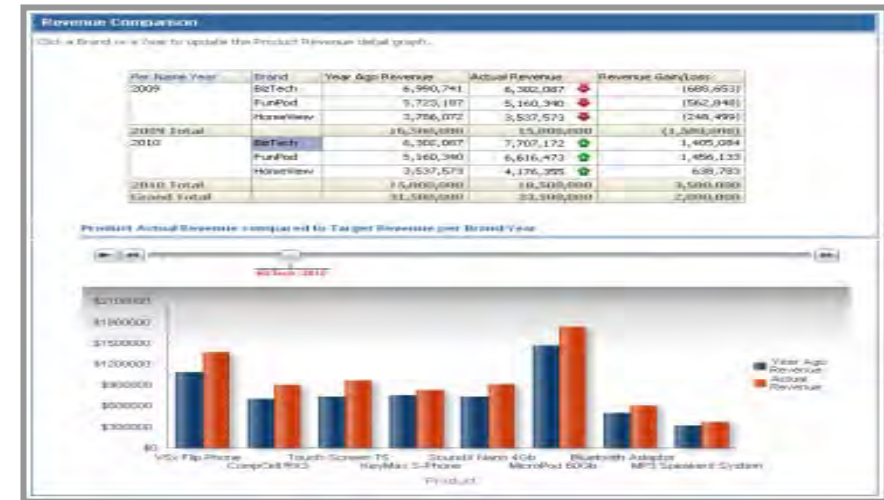 Revenue Comparison
Click a Brand or a Year to update the Product Revenue detail graph.
Per Name Year Brand Year Ago Revenue Actual Revenue Revenue Gain/Loss
2009 BizTech 6,990,741 6,302,087 (688,653)
FunPod 5,723,187 5,160,340 (562,848)
HomeView 3,786,072 3,537,573 (248,499)
2009 Total 16,500,000 15,000,000 (1,500,000)
2010 BizTech 6,302,087 7,707,172 1,405,084
FunPod 5,160,340 6,616,473 1,456,133
HomeView 3,537,573 4,176,355 638,783
2010 Total 15,000,000 18,500,000 3,500,000
Grand Total 31,500,000 33,500,000 2,000,000
Product Actual Revenue compared to Target Revenue per Brand/Year
BizTech 2010
$2100000
$1800000
$1500000
$1200000
$900000
$600000
$300000
$0
Year Ago
Revenue
Actual
Revenue
V5x Flip Phone Touch-Screen T5 SoundX Nano 4Gb Bluetooth Adaptor
CompCell RX3 KeyMax S-Phone MicroPod 60Gb MP3 Speakers System
Product